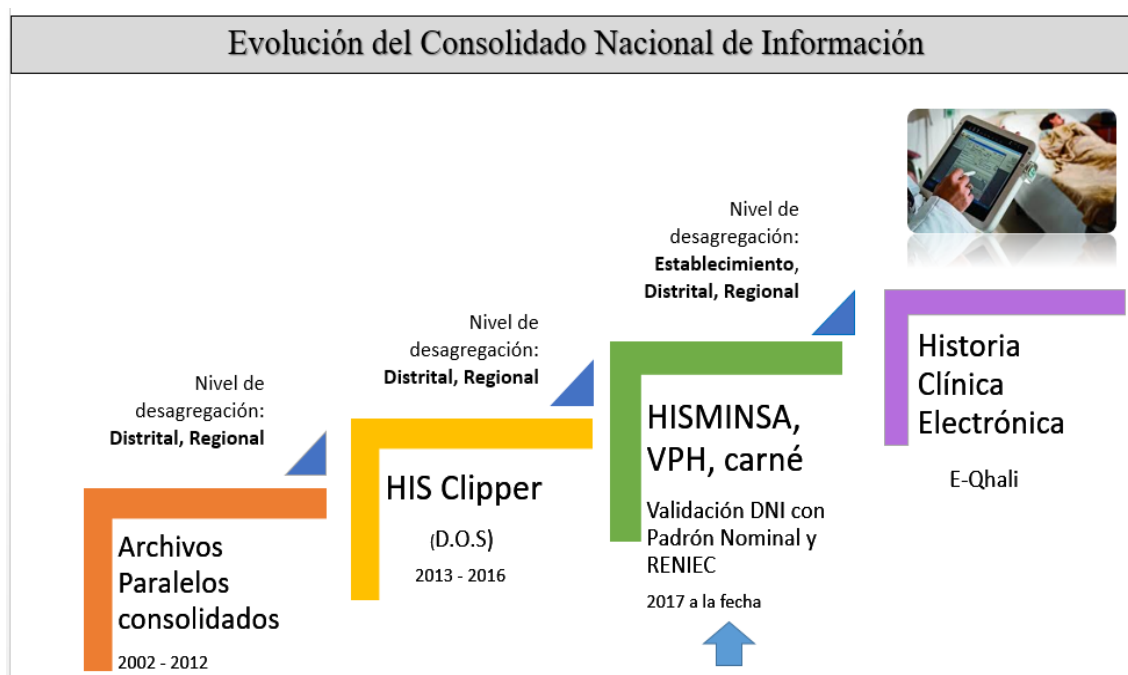 Evolución del Consolidado Nacional de Información
Nivel de
desagregación:
Distrital, Regional
Archivos
Paralelos
consolidados
2002 - 2012
Nivel de
desagregación:
Distrital, Regional
HIS Clipper
(D.O.S)
2013 - 2016
Nivel de
desagregación:
Establecimiento,
Distrital, Regional
HISMINSA,
VPH, carné
Validación DNI con
Padrón Nominal y
RENIEC
2017 a la fecha
Historia
Clínica
Electrónica
E-Qhali